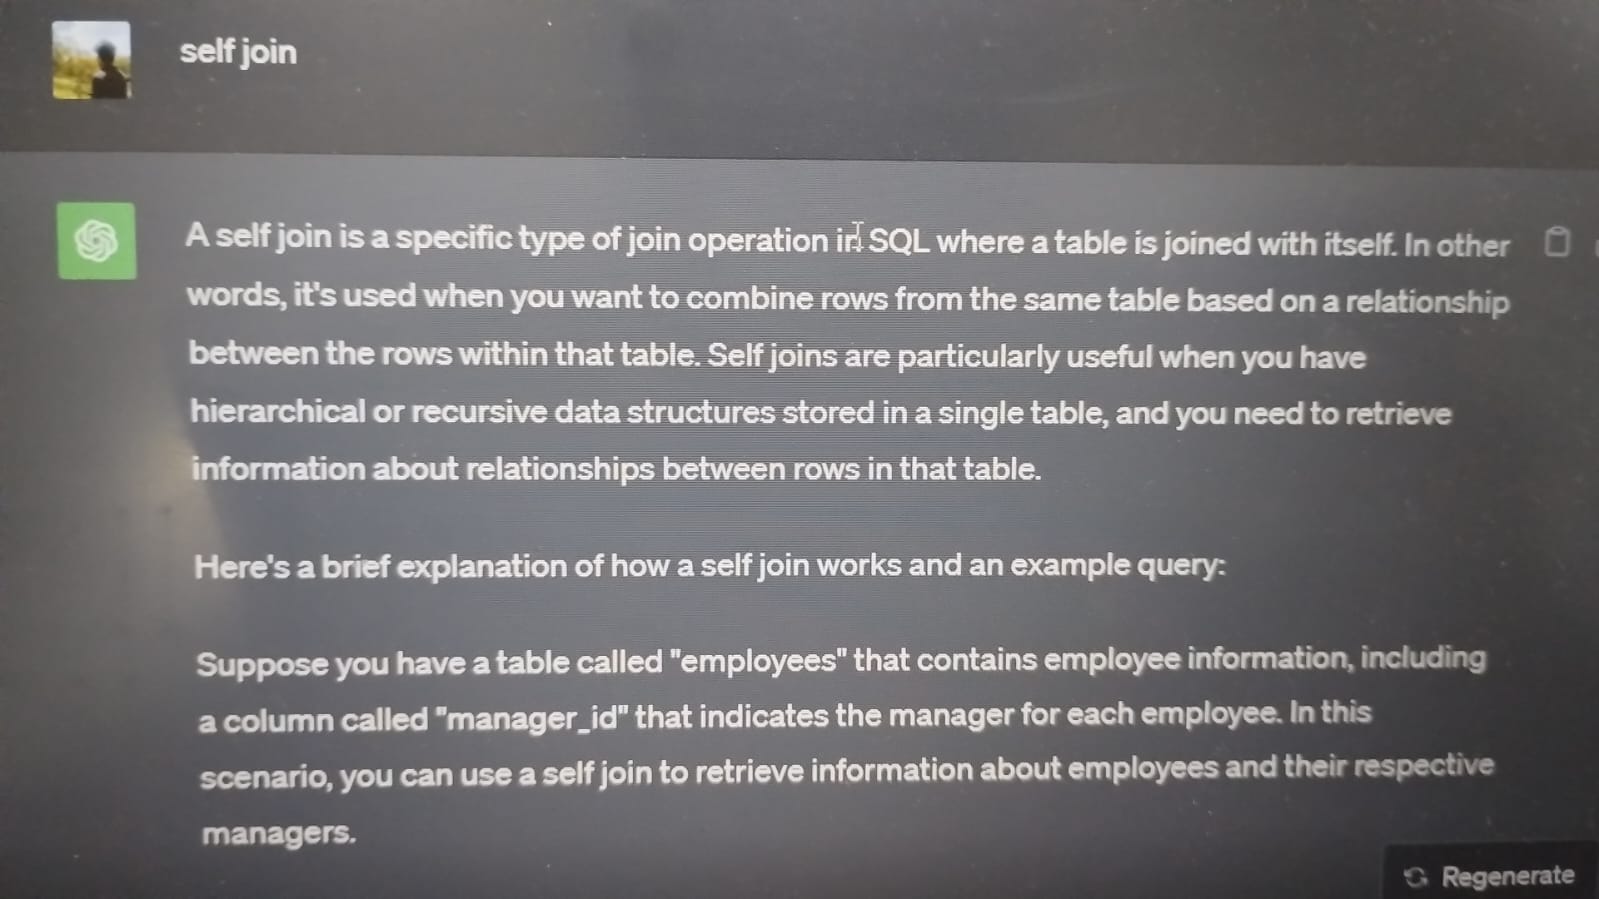 self join
A self join is a specific type of join operation in SQL where a table is joined with itself. In other
words, it's used when you want to combine rows from the same table based on a relationship
between the rows within that table. Self joins are particularly useful when you have
hierarchical or recursive data structures stored in a single table, and you need to retrieve
information about relationships between rows in that table.
Here's a brief explanation of how a self join works and an example query:
Suppose you have a table called "employees" that contains employee information, including
a column called "manager_id" that indicates the manager for each employee. In this
scenario, you can use a self join to retrieve information about employees and their respective
managers.
Regenerate